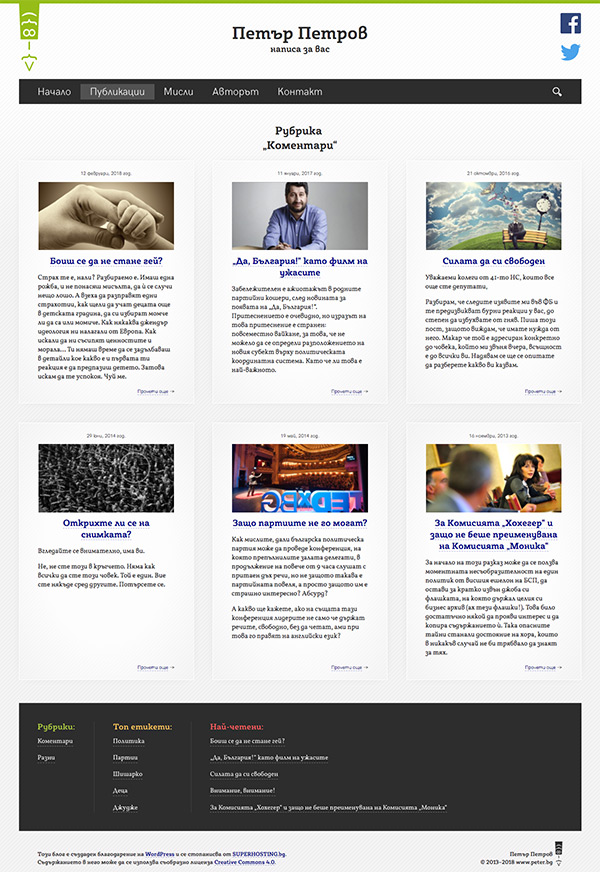 Петър Петров
написа за вас
Начало
Публикации
Мисли
Авторът
Контакт
Рубрика
„Коментари“
12 февруари, 2018 год.
Боиш се да не стане гей?
Страх те е, нали? Разбираемо е. Имаш една
рожба, и не понасяш мисълта, да ѝ се случи
нещо лошо. А взеха да разправят едни
страхотии, как щели да учат децата още
в детската градина, да си избират момче
ли да са или момиче. Как някаква джендър
идеология ни налагали от Европа. Как
искали да ни съсипят ценностите и
морала... Ти нямаш време да се задълбаваш
в детайли кое какво е и първата ти
реакция е да предпазиш детето. Затова
искам да те успокоя. Чуй ме.
Прочети още →
11 януари, 2017 год.
„Да, България!" като филм на
ужасите
Забележителен е ажиотажът в родните
партийни кошери, след новината за
появата на „Да, България!".
Притеснението е очевидно, но изразът на
това притеснение е странен:
повсеместно вайкане, за това, че не
можело да се определи разположението на
новия субект върху политическата
координатна система. Като че ли това е
най-важното.
Прочети още →
21 октомври, 2016 год.
Силата да си свободен
Уважаеми колеги от 41-то НС, които все
още сте депутати,
Разбирам, че следите изявите ми във ФБ и
те предизвикват бурни реакции у вас, до
степен да избухвате от гняв. Пиша този
пост, защото виждам, че имате нужда от
него. Макар че той е адресиран конкретно
до човека, който ми звъня вчера, всъщност
е до всички ви. Надявам се ще се опитате
да разберете какво ви казвам.
Прочети още →
29 юли, 2014 год.
Открихте ли се на
снимката?
Вгледайте се внимателно, има ви.
Не, не сте този в кръгчето. Няма как
всички да сте този човек. Той е един. Вие
сте някъде сред другите. Потърсете се.
Прочети още →
19 май, 2014 год.
Защо партиите не го могат?
Как мислите, дали българска политическа
партия може да проведе конференция, на
която препълнилите залата делегати, в
продължение на повече от 9 часа слушат с
притаен дъх речи, но не защото такава е
партийната повеля, а просто защото им е
страшно интересно? Абсурд?
А какво ще кажете, ако на същата тази
конференция лидерите не само че държат
речите, свободно, без да четат, ами при
това го правят на английски език?
Прочети още →
16 ноември, 2013 год.
За Комисията „Хохегер" и
защо не беше преименувана
на Комисията „Моника"
За начало на този разказ може да се ползва
моментната несъобразителност на един
политик от висшия ешелон на БСП, да
остави за кратко извън джоба си
флашката, на която държал целия си
бизнес архив (ах тези флашки!). Това било
достатъчно някой да прояви интерес и да
копира съдържанието ѝ. Така опасните
тайни станали достояние на хора, които
в никакъв случай не би трябвало да знаят
за тях.
Прочети още →
Рубрики:
Коментари
Разни
Топ етикети:
Политика
Партии
Шишарко
Деца
Джудже
Най-четени:
Боиш се да не стане гей?
„Да, България!" като филм на ужасите
Силата да си свободен
Внимание, внимание!
За Комисията „Хохегер" и защо не беше преименувана на Комисията „Моника"
Този блог е създаден благодарение на WordPress и се стопанисва от SUPERHOSTING.bg.
Съдържанието в него може да се използва съобразно лиценза Creative Commons 4.0.
Петър Петров
© 2013–2018 www.peter.bg